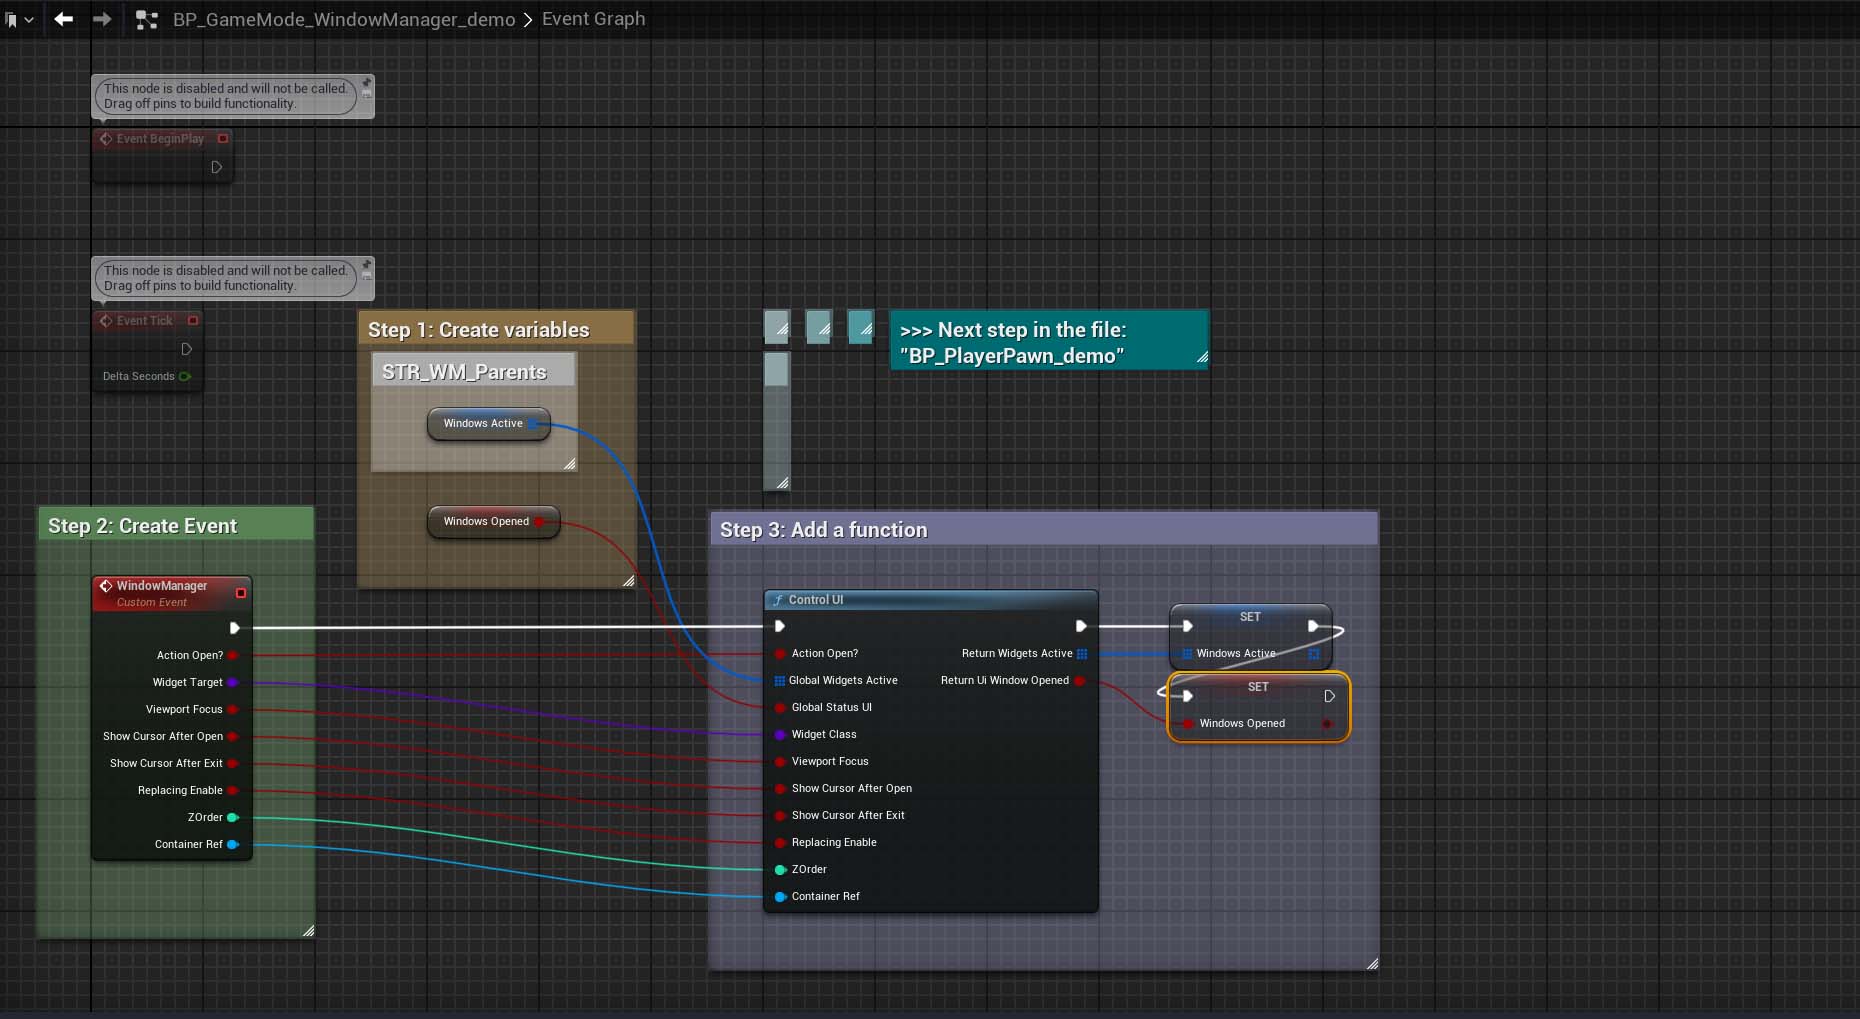 BP_GameMode_WindowManager_demo > Event Graph
This node is disabled and will not be called.
Drag off pins to build functionality.
Event BeginPlay
This node is disabled and will not be called.
Drag off pins to build functionality.
Event Tick
Delta Seconds
Step 1: Create variables
STR_WM_Parents
Windows Active
Windows Opened
>>> Next step in the file:
"BP_PlayerPawn_demo"
Step 2: Create Event
WindowManager
Custom Event
Action Open?
Widget Target
Viewport Focus
Show Cursor After Open
Show Cursor After Exit
Replacing Enable
ZOrder
Container Ref
Step 3: Add a function
f Control UI
Action Open?
Global Widgets Active
Global Status UI
Widget Class
Viewport Focus
Show Cursor After Open
Show Cursor After Exit
Replacing Enable
ZOrder
Container Ref
Return Widgets Active
Return Ui Window Opened
SET
Windows Active
SET
Windows Opened